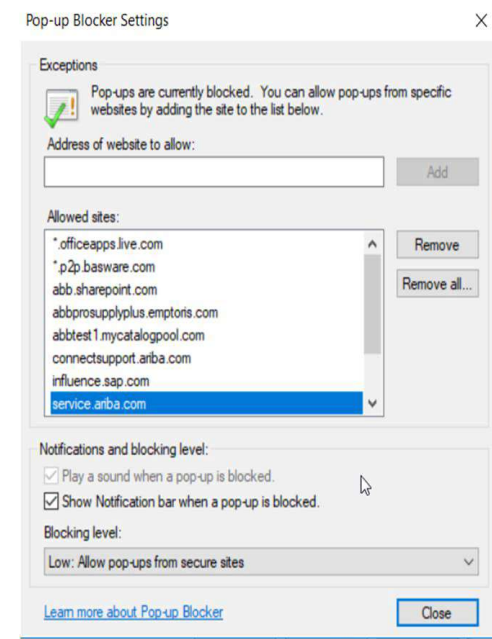 Pop-up Blocker Settings
Exceptions
Pop-ups are currently blocked. You can allow pop-ups from specific
websites by adding the site to the list below.
Address of website to allow:
Add
Allowed sites:
*.officeapps.live.com
*.p2p.basware.com
abb.sharepoint.com
abbprosupplyplus.emptoris.com
abbtest1.mycatalogpool.com
connectsupport.ariba.com
influence.sap.com
service.ariba.com
Remove
Remove all...
Notifications and blocking level:
Play a sound when a pop-up is blocked.
Show Notification bar when a pop-up is blocked.
Blocking level:
Low: Allow pop-ups from secure sites
Learn more about Pop-up Blocker
Close